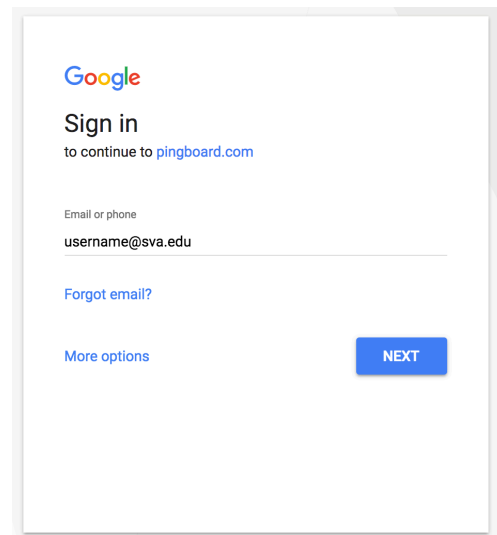 Google
Sign in
to continue to pingboard.com
Email or phone
username@sva.edu
Forgot email?
More options
NEXT